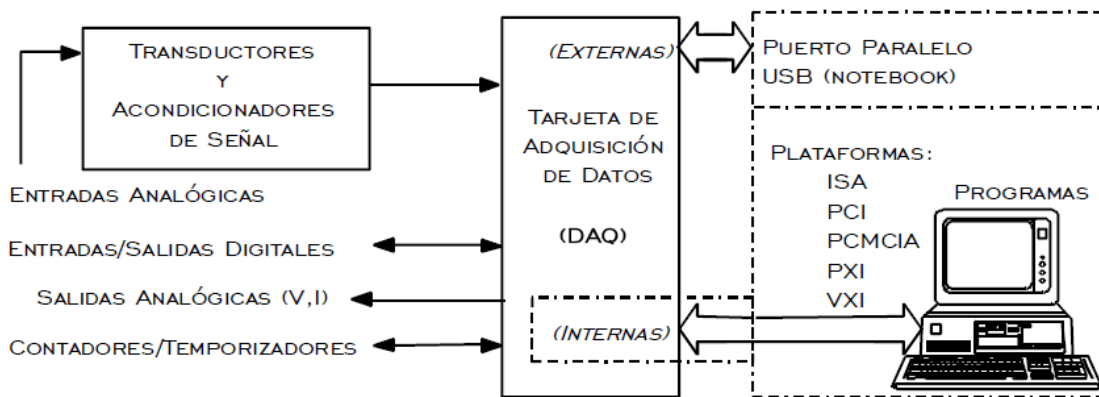 TRANSDUCTORES
Y
ACONDICIONADORES
DE SEÑAL
ENTRADAS ANALÓGICAS
ENTRADAS/SALIDAS DIGITALES
SALIDAS ANALÓGICAS (V,I)
CONTADORES/TEMPORIZADORES
(EXTERNAS)
TARJETA DE
ADQUISICIÓN
DE DATOS
(DAQ)
(INTERNAS)
PUERTO PARALELO
USB (NOTEBOOK)
PLATAFORMAS:
ISA
PCI
PCMCIA
PXI
VXI
PROGRAMAS